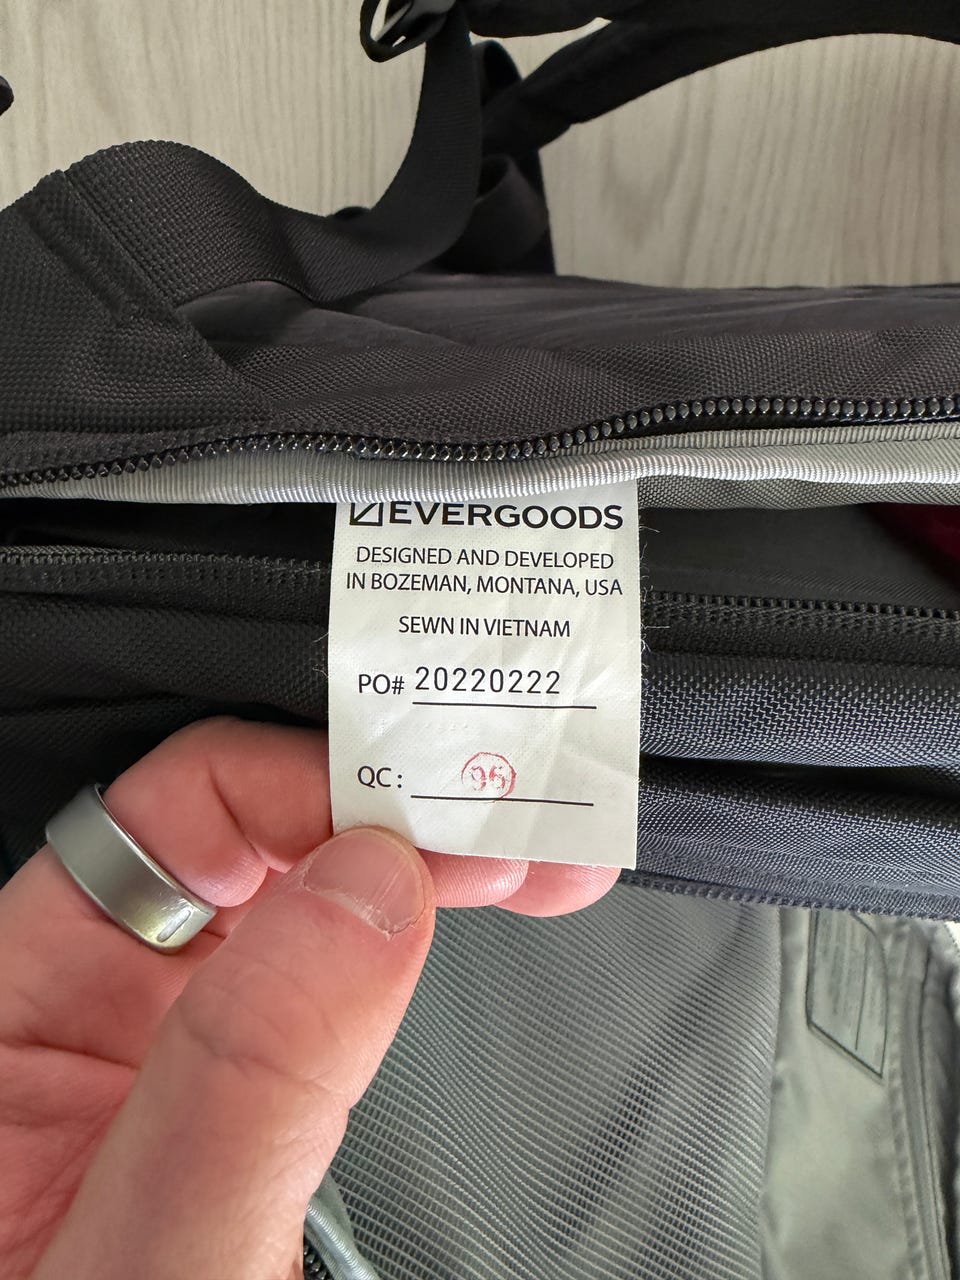 EVERGOODS
DESIGNED AND DEVELOPED
IN BOZEMAN, MONTANA, USA
SEWN IN VIETNAM
PO# 20220222
QC: 96